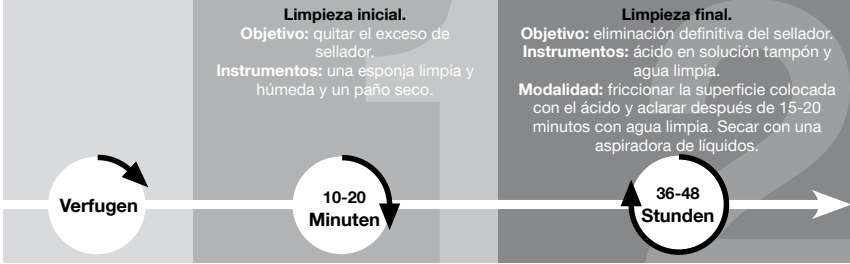 Limpieza inicial.
Objetivo: quitar el exceso de
sellador.
Instrumentos: una esponja limpia y
húmeda y un paño seco.
Limpieza final.
Objetivo: eliminación definitiva del sellador.
Instrumentos: ácido en solución tampón y
agua limpia.
Modalidad: friccionar la superficie colocada
con el ácido y aclarar después de 15-20
minutos con agua limpia. Secar con una
aspiradora de líquidos.
Verfugen
10-20
Minuten
36-48
Stunden
1
2